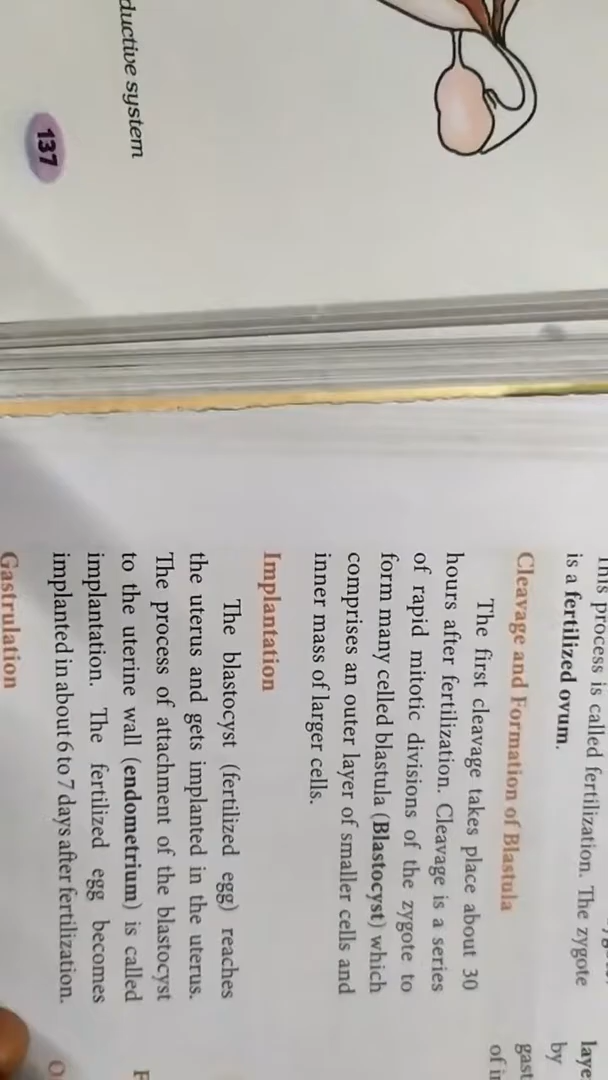 ductive system
137
This process is called fertilization. The zygote
is a fertilized ovum.
Cleavage and Formation of Blastula
The first cleavage takes place about 30
hours after fertilization. Cleavage is a series
of rapid mitotic divisions of the zygote to
form many celled blastula (Blastocyst) which
comprises an outer layer of smaller cells and
inner mass of larger cells.
Implantation
The blastocyst (fertilized egg) reaches
the uterus and gets implanted in the uterus.
The process of attachment of the blastocyst
to the uterine wall (endometrium) is called
implantation. The fertilized egg becomes
implanted in about 6 to 7 days after fertilization.
Gastrulation
laye
by
gast
of i